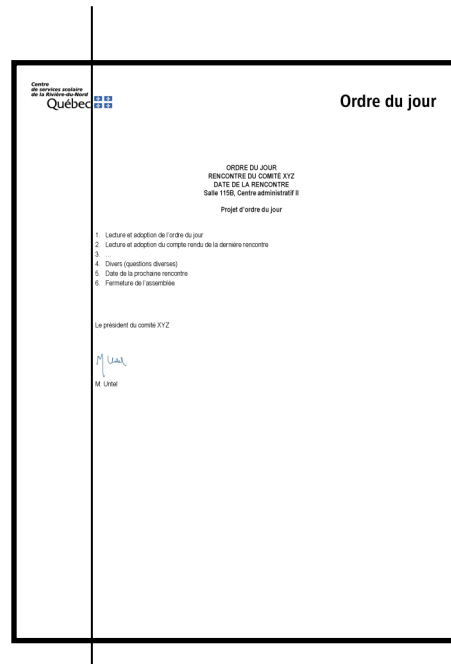 Centre
de services scolaire
de la Rivière-du-Nord
Québec
Ordre du jour
ORDRE DU JOUR
RENCONTRE DU COMITÉ XYZ
DATE DE LA RENCONTRE
Salle 115B, Centre administratif II
Projet d'ordre du jour
1. Lecture et adoption de l'ordre du jour
2. Lecture et adoption du compte rendu de la dernière rencontre
3. ...
4. Divers (questions diverses)
5. Date de la prochaine rencontre
6. Fermeture de l'assemblée
Le président du comité XYZ
M Untel
M. Untel